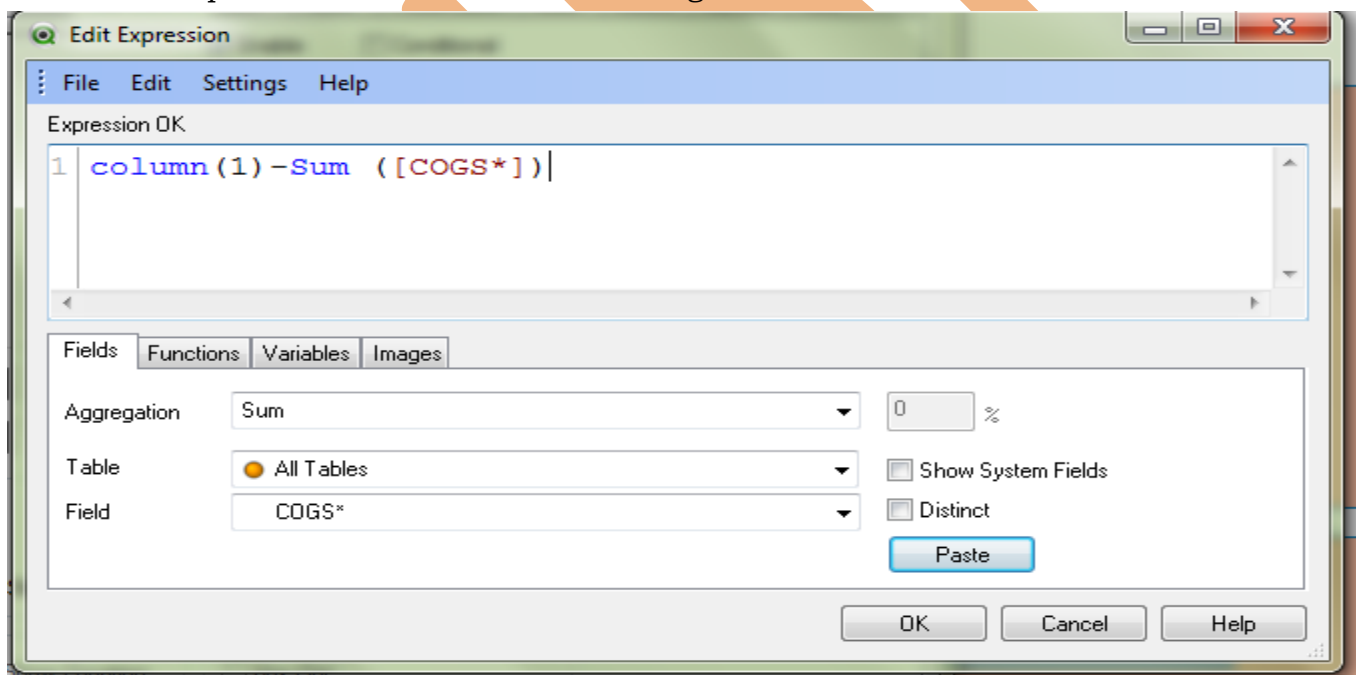 Edit Expression
File Edit Settings Help
Expression OK
1 column(1)-Sum ([COGS*])
Fields Functions Variables Images
Aggregation Sum 0 %
Table All Tables Show System Fields
Field COGS* Distinct
Paste
OK Cancel Help